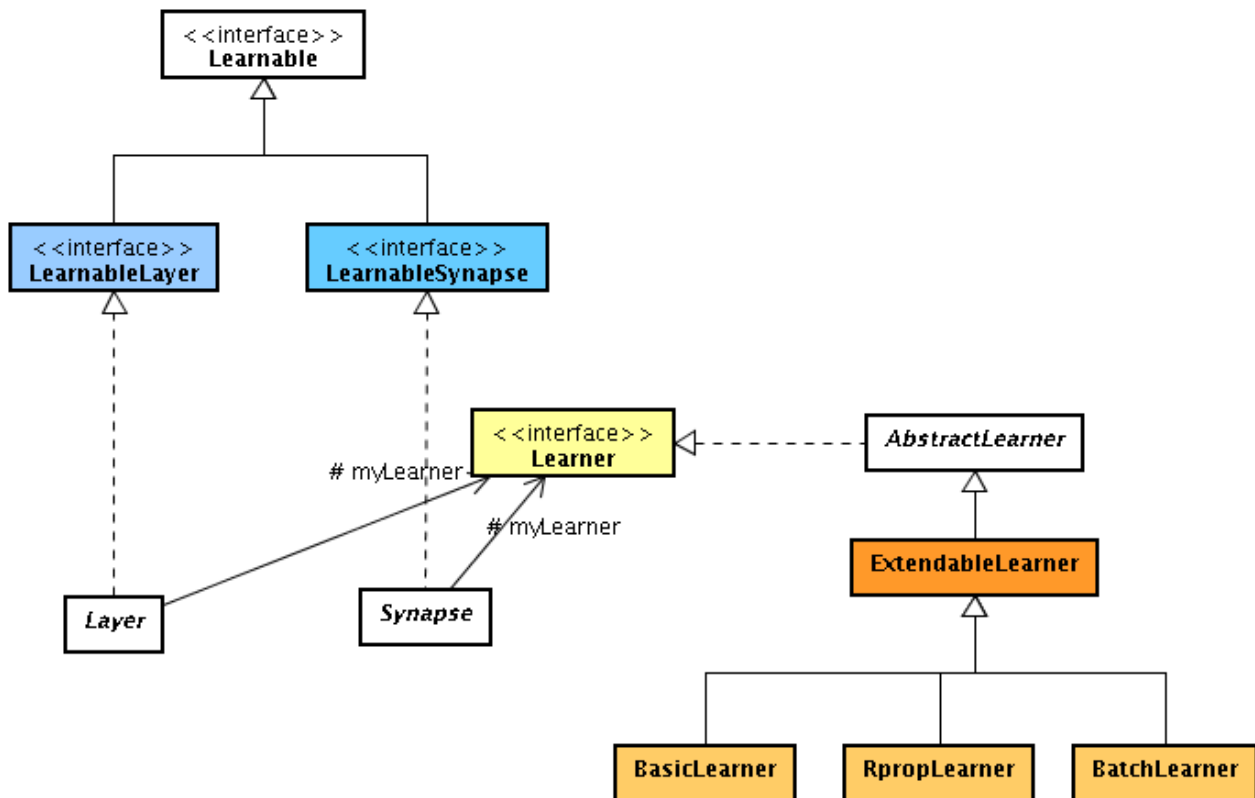 < <interface> >
Learnable
< <interface> >
LearnableLayer
< <interface> >
LearnableSynapse
< <interface> >
Learner
AbstractLearner
# myLearner
# myLearner
ExtendableLearner
Layer
Synapse
BasicLearner
RpropLearner
BatchLearner